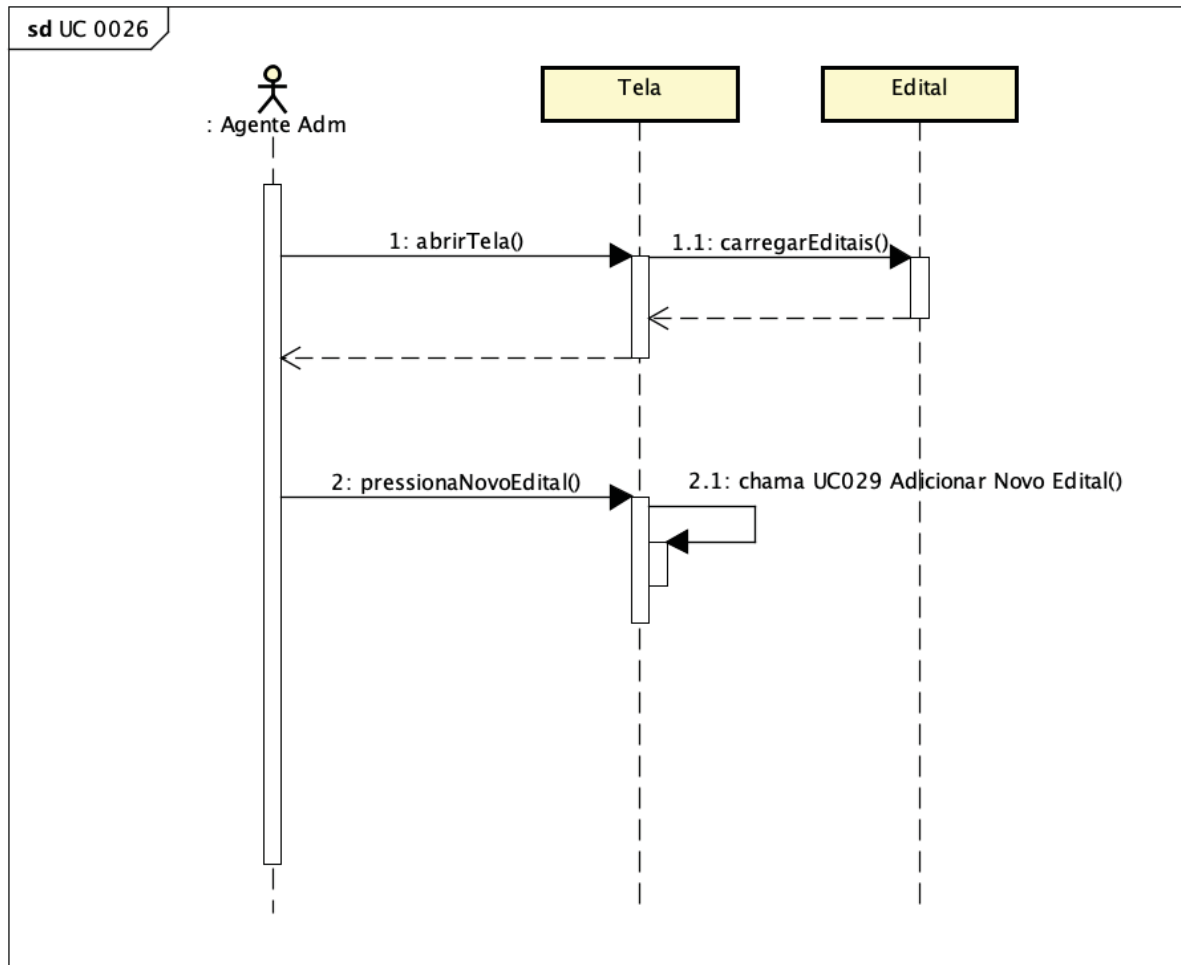 sd UC 0026
Tela
Edital
: Agente Adm
1: abrirTela()
1.1: carregarEditais()
2: pressionaNovoEdital()
2.1: chama UC029 Adicionar Novo Edital()